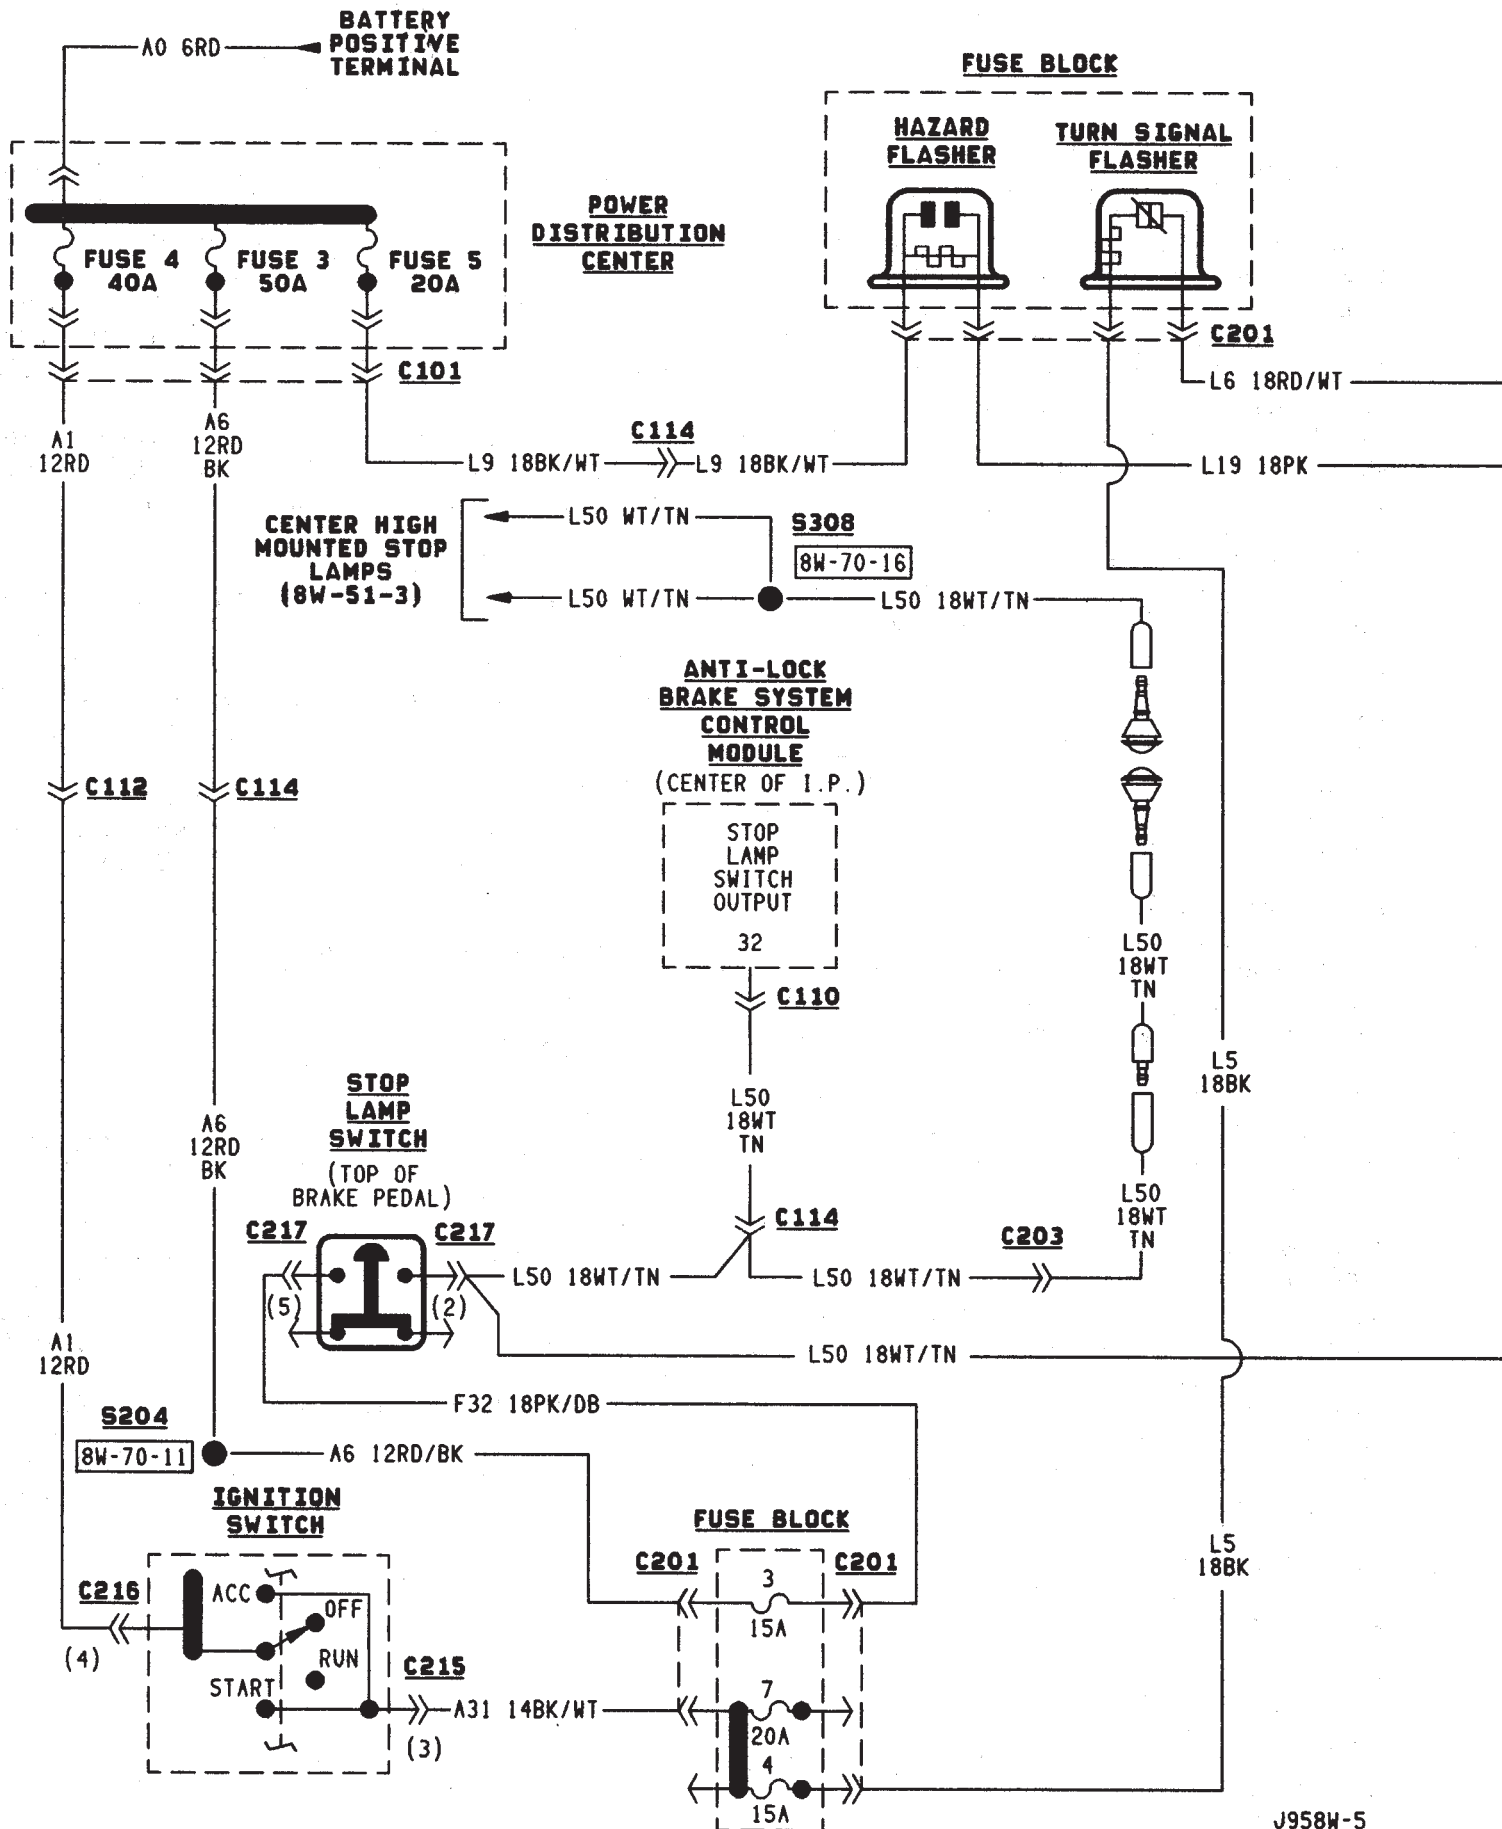 BATTERY
POSITIVE
TERMINAL
A0 6RD
FUSE BLOCK
HAZARD
FLASHER
TURN SIGNAL
FLASHER
POWER
DISTRIBUTION
CENTER
FUSE 4
40A
FUSE 3
50A
FUSE 5
20A
C201
C101
L6 18RD/WT
A1
12RD
A6
12RD
BK
C114
L9 18BK/WT
L9 18BK/WT
L19 18PK
CENTER HIGH
MOUNTED STOP
LAMPS
(8W-51-3)
L50 WT/TN
S308
8W-70-16
L50 WT/TN
L50 18WT/TN
ANTI-LOCK
BRAKE SYSTEM
CONTROL
MODULE
(CENTER OF I.P.)
C112
C114
STOP
LAMP
SWITCH
OUTPUT
32
C110
L50
18WT
TN
L5
18BK
STOP
LAMP
SWITCH
(TOP OF
BRAKE PEDAL)
L50
18WT
TN
A6
12RD
BK
L50
18WT
TN
C217
C217
C114
C203
L50 18WT/TN
L50 18WT/TN
(5)
(2)
A1
12RD
L50 18WT/TN
F32 18PK/DB
S204
8W-70-11
A6 12RD/BK
IGNITION
SWITCH
FUSE BLOCK
L5
18BK
C201
C201
C216
ACC
OFF
3
15A
(4)
RUN
START
C215
A31 14BK/WT
(3)
7
20A
4
15A
J958W-5